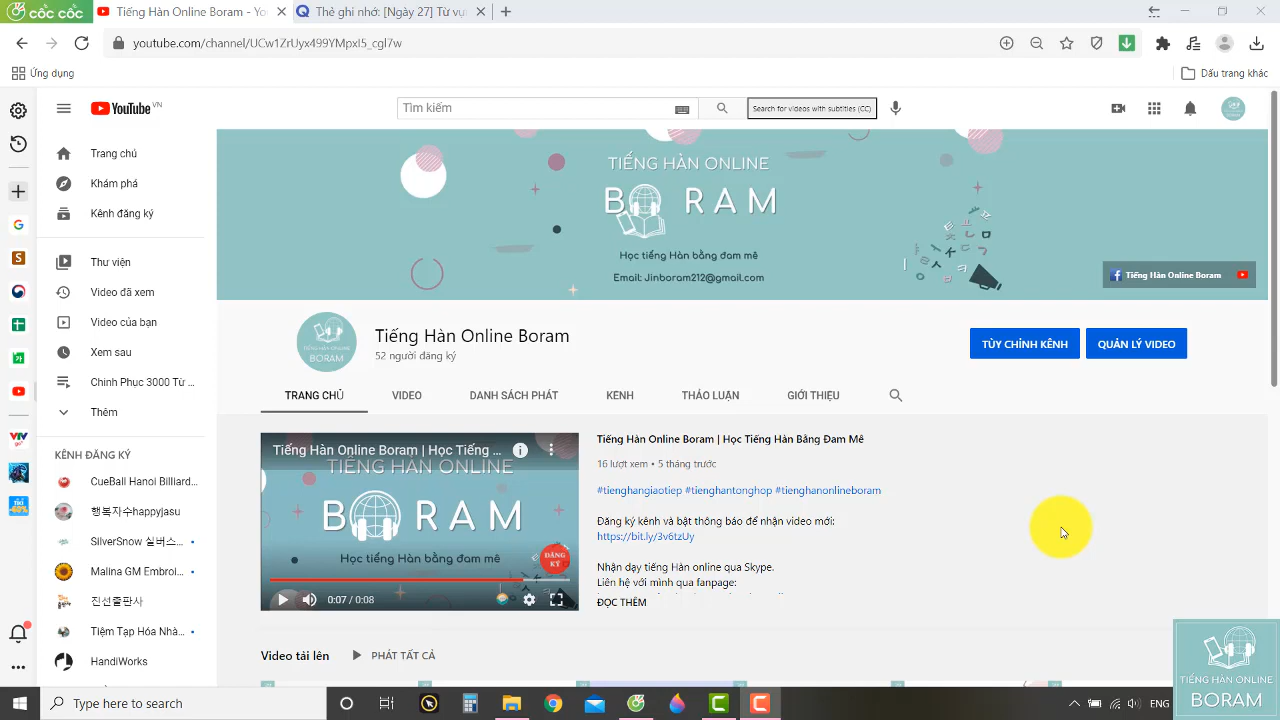 cốc cốc
Tiếng Hàn Online Boram - Yo
Thẻ ghi nhớ: [Ngày 27] Từ vự
youtube.com/channel/UCw1ZrUyx499YMpxI5_cgI7w
Ứng dụng
Dấu trang khác
YouTube VN
Tìm kiếm
Search for videos with subtitles (CC)
Trang chủ
Khám phá
Kênh đăng ký
Thư viện
Video đã xem
Video của bạn
Xem sau
Chinh Phục 3000 Từ ...
Thêm
KÊNH ĐĂNG KÝ
CueBall Hanoi Billiard...
행복자수happyjasu
SilverSnow 실버스...
Malina GM Embroi...
진선출판사
Tiệm Tạp Hóa Nhà...
HandiWorks
TIẾNG HÀN ONLINE
BORAM
Học tiếng Hàn bằng đam mê
Email: Jinboram212@gmail.com
Tiếng Hàn Online Boram
TIẾNG HÀN ONLINE
BORAM
Tiếng Hàn Online Boram
52 người đăng ký
TÙY CHỈNH KÊNH
QUẢN LÝ VIDEO
TRANG CHỦ
VIDEO
DANH SÁCH PHÁT
KÊNH
THẢO LUẬN
GIỚI THIỆU
Tiếng Hàn Online Boram | Học Tiếng ...
TIẾNG HÀN ONLINE
BORAM
Học tiếng Hàn bằng đam mê
ĐĂNG KÝ
0:07 / 0:08
Tiếng Hàn Online Boram | Học Tiếng Hàn Bằng Đam Mê
16 lượt xem • 5 tháng trước
#tienghangiaotiep #tienghantonghop #tienghanonlineboram
Đăng ký kênh và bật thông báo để nhận video mới:
https://bit.ly/3v6tzUy
Nhận dạy tiếng Hàn online qua Skype.
Liên hệ với mình qua fanpage:
ĐỌC THÊM
Video tải lên
PHÁT TẤT CẢ
TIẾNG HÀN ONLINE
BORAM
Type here to search
ENG